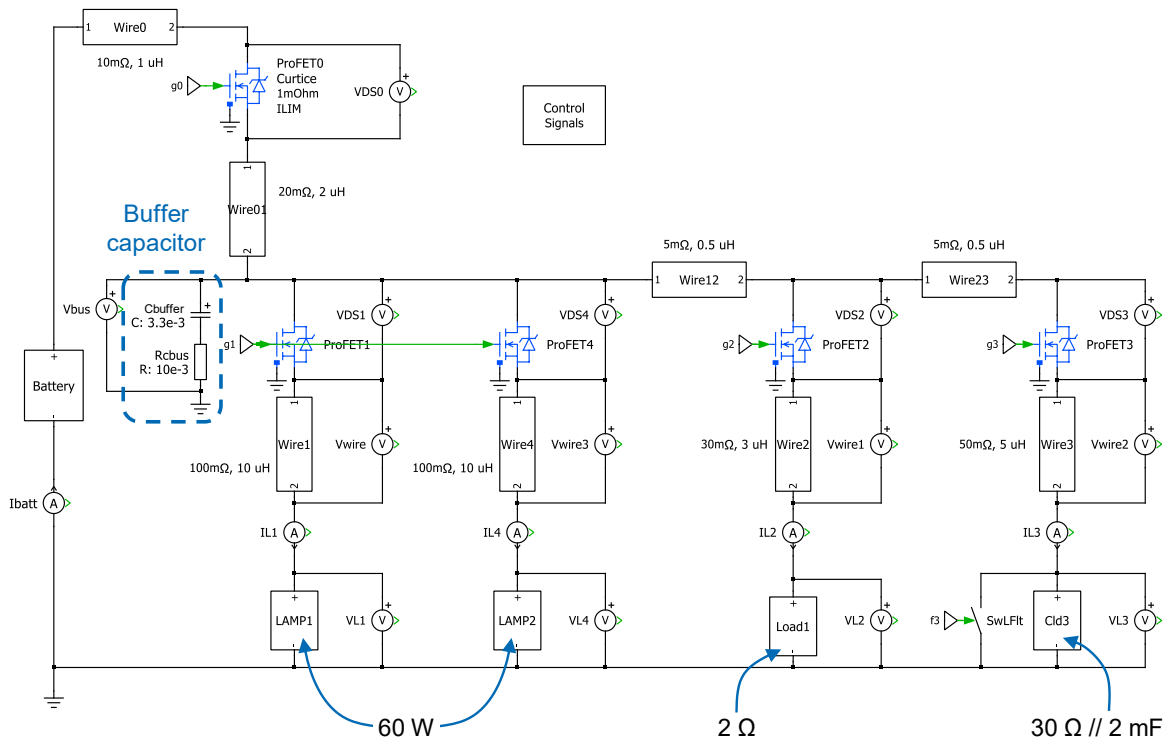 1 Wire0 2
10mΩ, 1 uH
g0
ProFET0
Curtice
1mOhm
ILIM
+
VDS0 V
Control
Signals
1
Wire01
2
20mΩ, 2 uH
Buffer
capacitor
5mΩ, 0.5 uH
1 Wire12 2
5mΩ, 0.5 uH
1 Wire23 2
+
Vbus V
Cbuffer +
C: 3.3e-3
Rcbus
R: 10e-3
+
Battery
-
g1
ProFET1
+
VDS1 V
ProFET4
+
VDS4 V
g2
ProFET2
+
VDS2 V
g3
ProFET3
+
VDS3 V
1
Wire1
2
100mΩ, 10 uH
+
Vwire V
1
Wire4
2
100mΩ, 10 uH
+
Vwire3 V
1
Wire2
2
30mΩ, 3 uH
+
Vwire1 V
1
Wire3
2
50mΩ, 5 uH
+
Vwire2 V
Ibatt A
IL1 A
IL4 A
IL2 A
IL3 A
+
LAMP1
-
+
VL1 V
+
LAMP2
-
+
VL4 V
+
Load1
-
+
VL2 V
f3
SwLFlt
+
Cld3
-
+
VL3 V
60 W
2 Ω
30 Ω // 2 mF